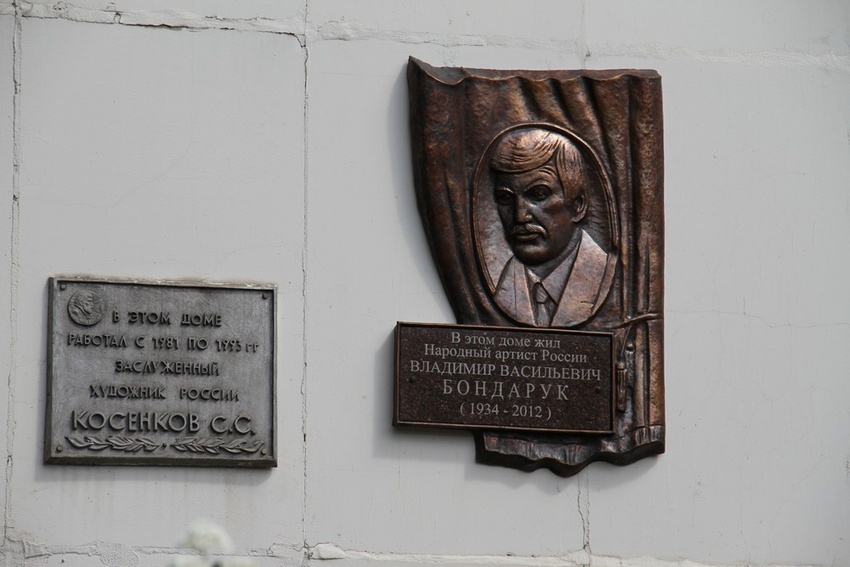 В ЭТОМ ДОМЕ
РАБОТАЛ С 1981 ПО 1993 ГГ
ЗАСЛУЖЕННЫЙ
ХУДОЖНИК РОССИИ
КОСЕНКОВ С.С.
В этом доме жил
Народный артист России
ВЛАДИМИР ВАСИЛЬЕВИЧ
БОНДАРУК
( 1934 - 2012 )